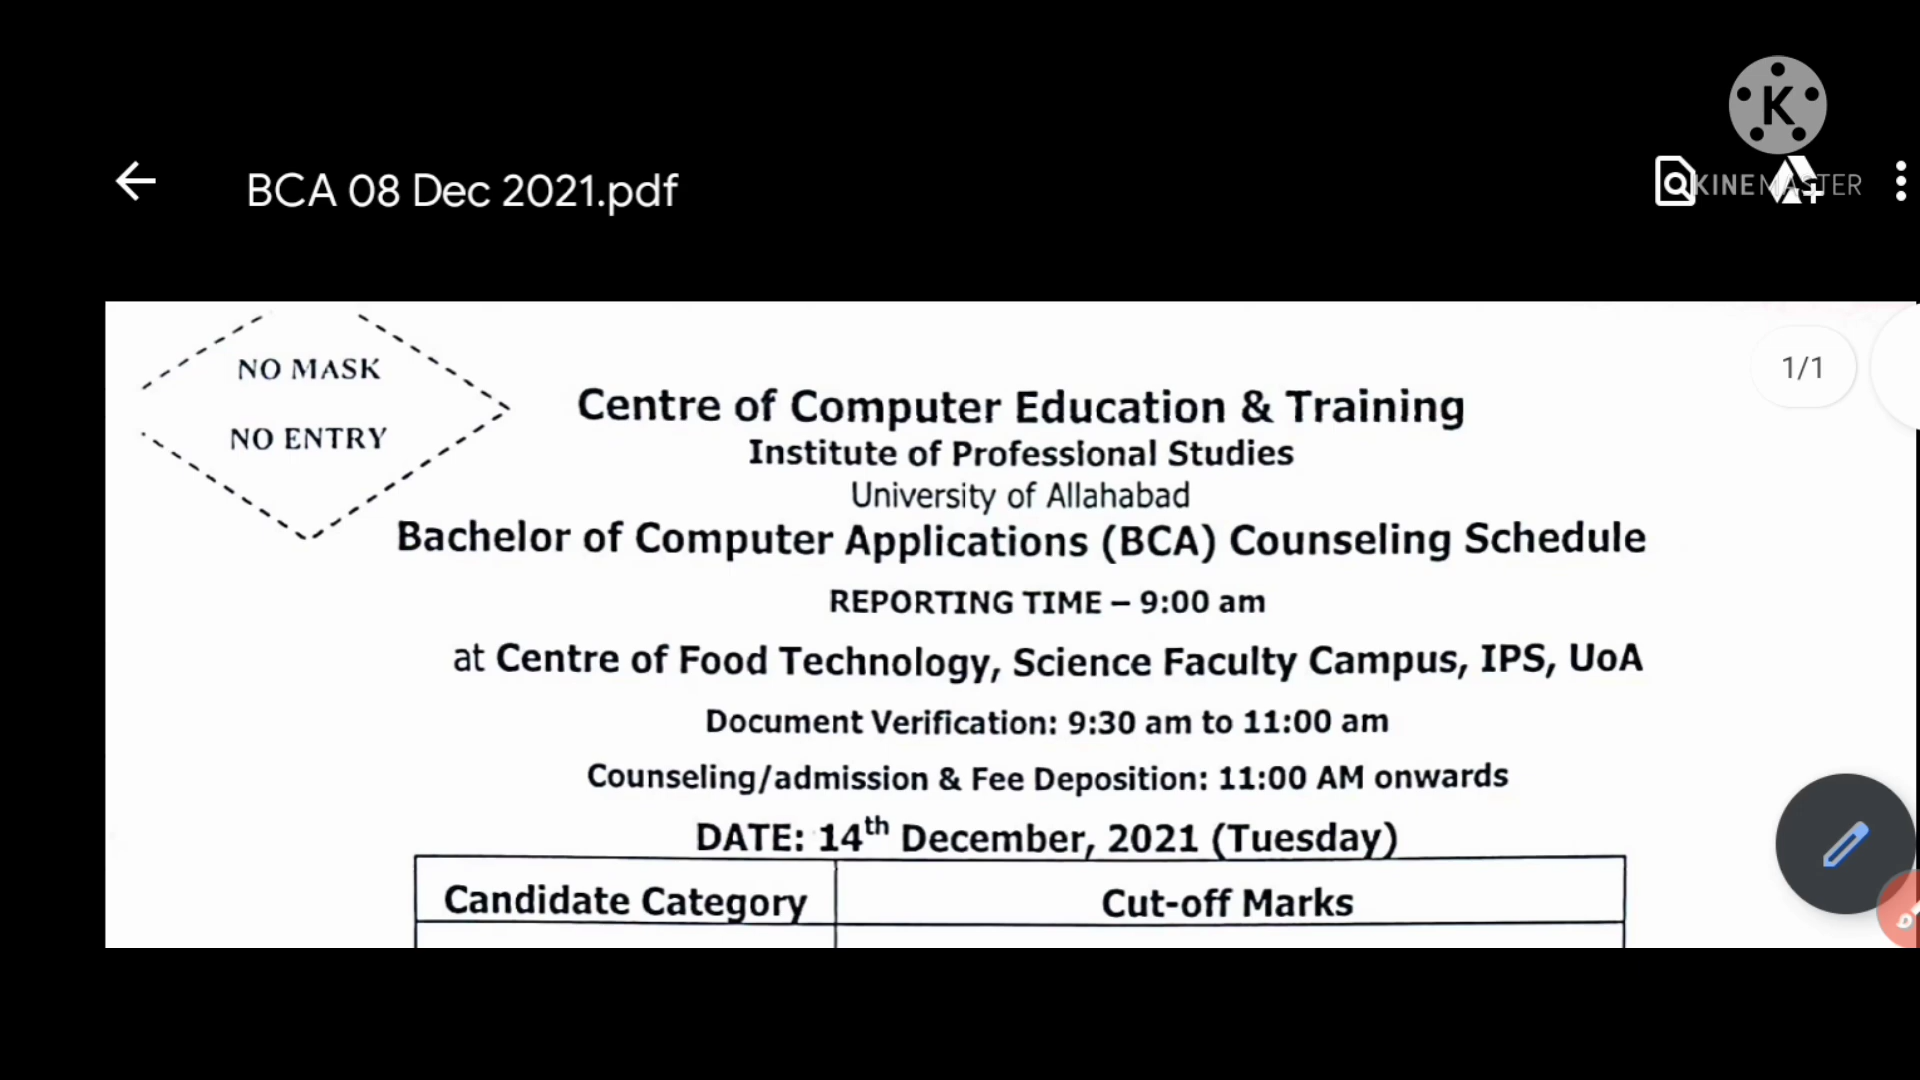 K
KINEMASTER
BCA 08 Dec 2021.pdf
1/1
NO MASK
NO ENTRY
Centre of Computer Education & Training
Institute of Professional Studies
University of Allahabad
Bachelor of Computer Applications (BCA) Counseling Schedule
REPORTING TIME – 9:00 am
at Centre of Food Technology, Science Faculty Campus, IPS, UoA
Document Verification: 9:30 am to 11:00 am
Counseling/admission & Fee Deposition: 11:00 AM onwards
DATE: 14th December, 2021 (Tuesday)
Candidate Category Cut-off Marks